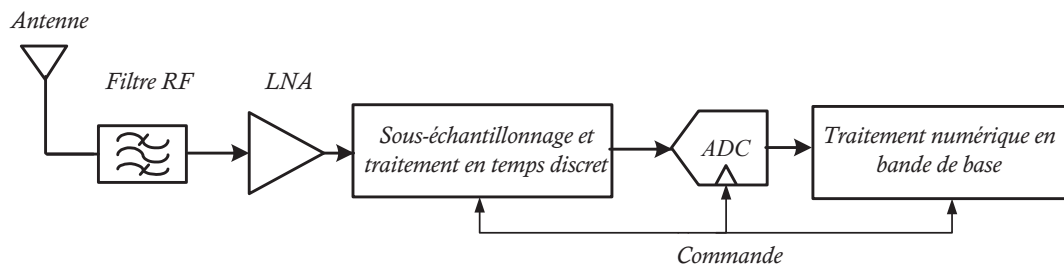 Antenne
Filtre RF
LNA
Sous-échantillonnage et
traitement en temps discret
ADC
Traitement numérique en
bande de base
Commande